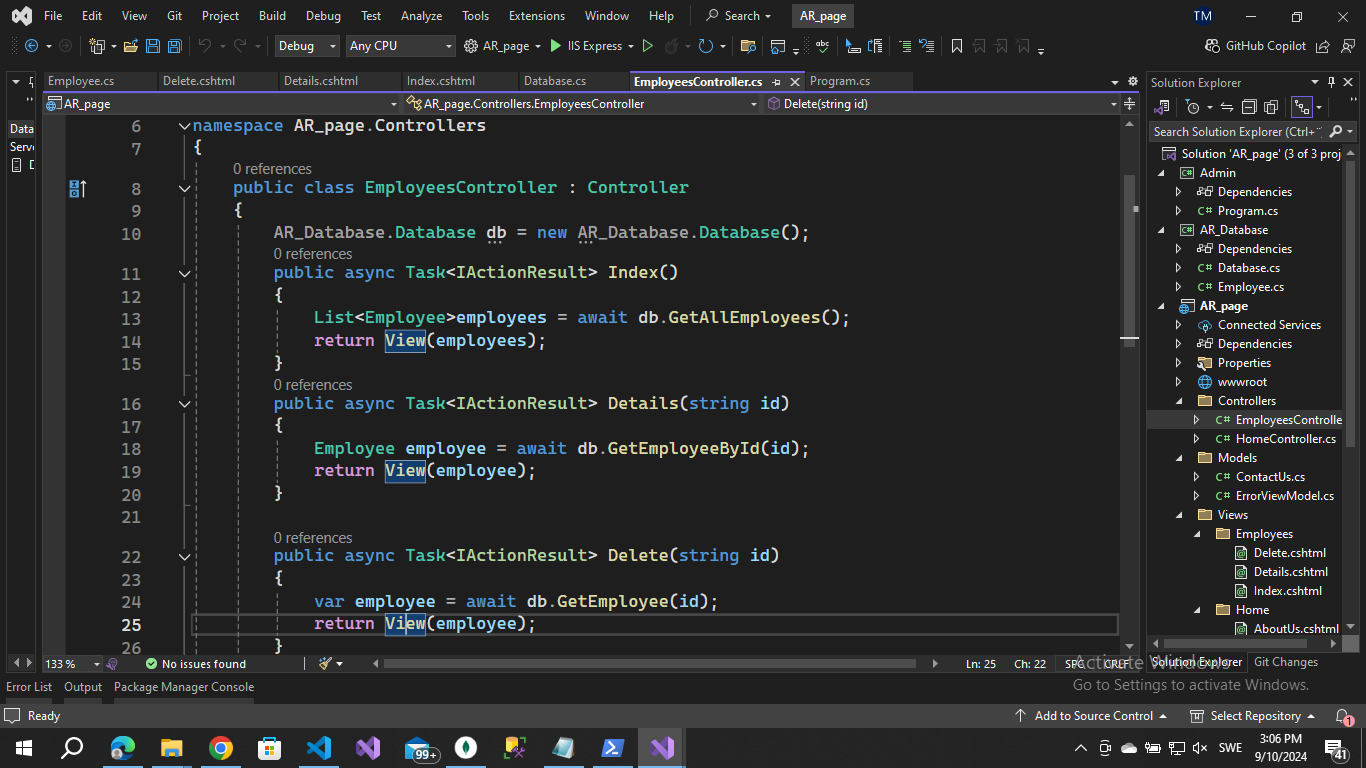 File Edit View Git Project Build Debug Test Analyze Tools Extensions Window Help Search AR_page TM
Debug Any CPU AR_page IIS Express GitHub Copilot
Employee.cs Delete.cshtml Details.cshtml Index.cshtml Database.cs EmployeesController.cs Program.cs
AR_page AR_page.Controllers.EmployeesController Delete(string id)
6 namespace AR_page.Controllers
7 {
0 references
8 public class EmployeesController : Controller
9 {
10 AR_Database.Database db = new AR_Database.Database();
0 references
11 public async Task<IActionResult> Index()
12 {
13 List<Employee>employees = await db.GetAllEmployees();
14 return View(employees);
15 }
0 references
16 public async Task<IActionResult> Details(string id)
17 {
18 Employee employee = await db.GetEmployeeById(id);
19 return View(employee);
20 }
21
0 references
22 public async Task<IActionResult> Delete(string id)
23 {
24 var employee = await db.GetEmployee(id);
25 return View(employee);
26 }
133 % No issues found Ln: 25 Ch: 22 SPC CRLF
Data
Serv
Solution Explorer
Search Solution Explorer (Ctrl+
Solution 'AR_page' (3 of 3 proj
Admin
Dependencies
C# Program.cs
AR_Database
Dependencies
C# Database.cs
C# Employee.cs
AR_page
Connected Services
Dependencies
Properties
wwwroot
Controllers
C# EmployeesControlle
C# HomeController.cs
Models
C# ContactUs.cs
C# ErrorViewModel.cs
Views
Employees
Delete.cshtml
Details.cshtml
Index.cshtml
Home
AboutUs.cshtml
Solution Explorer Git Changes
Activate Windows
Go to Settings to activate Windows.
Error List Output Package Manager Console
Ready Add to Source Control Select Repository 1
99+ SWE 3:06 PM
9/10/2024 41